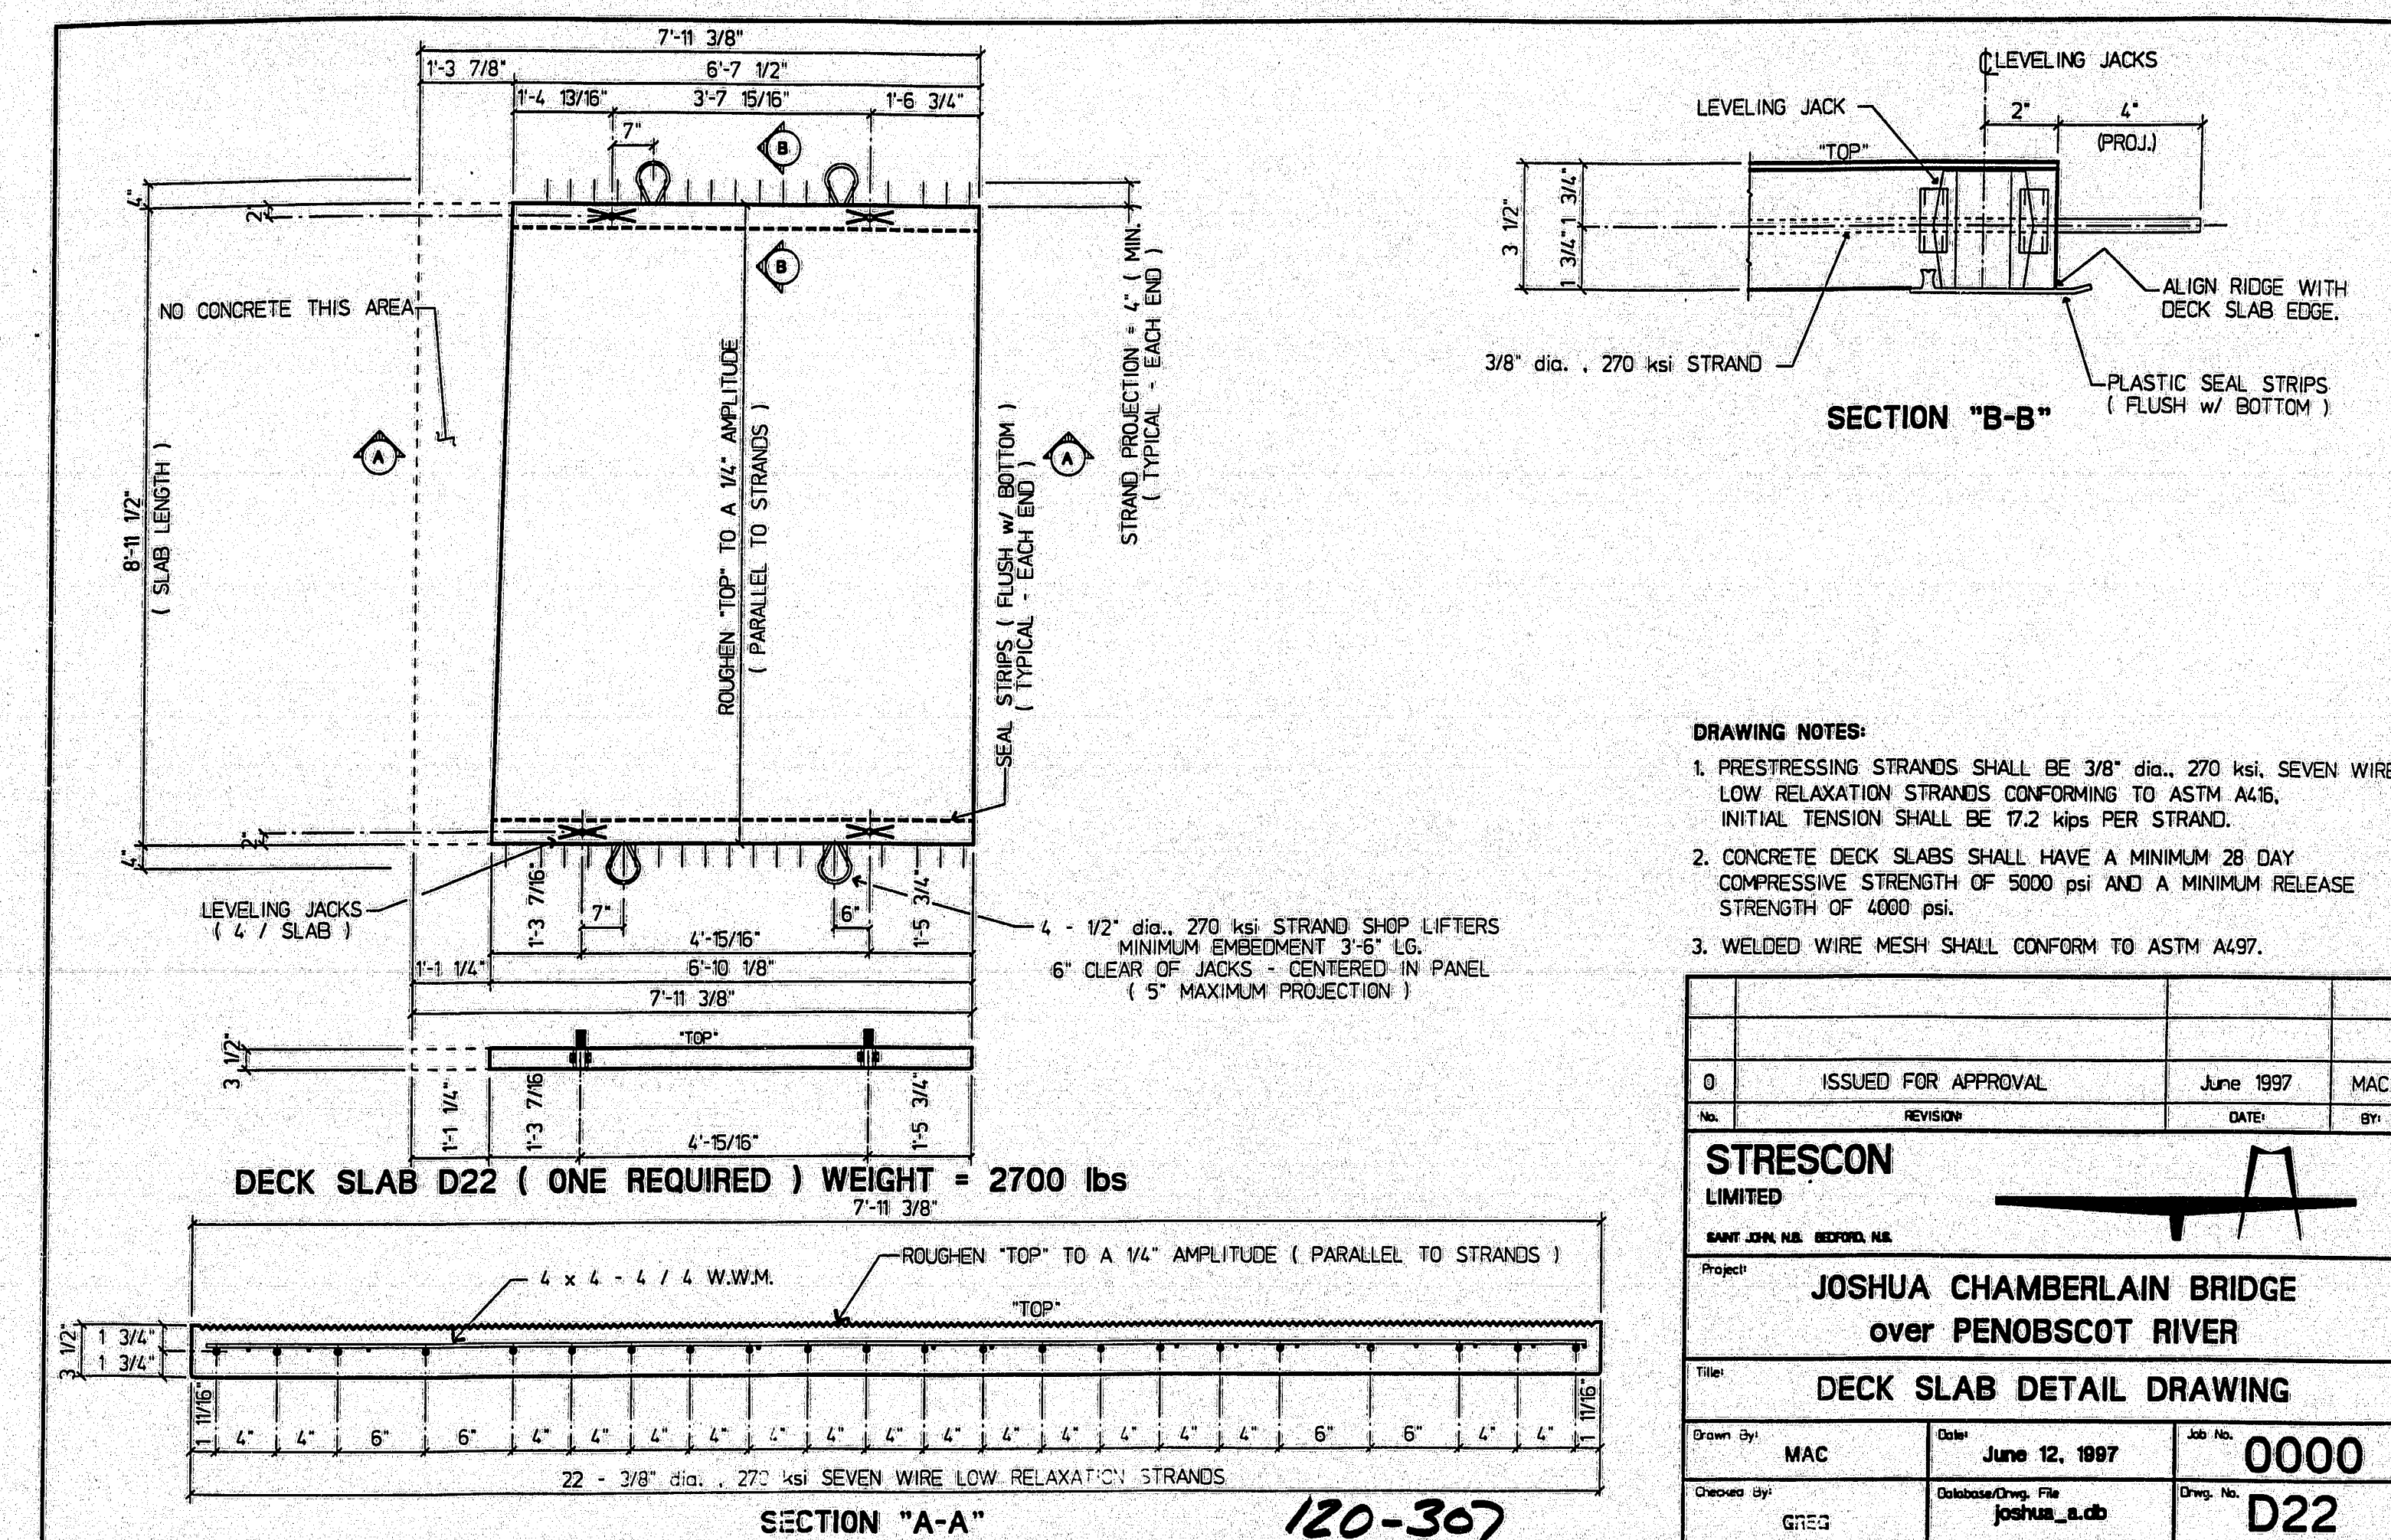 7'-11 3/8"
1'-3 7/8"
6'-7 1/2"
1'-4 13/16"
3'-7 15/16"
1'-6 3/4"
7"
B
4"
2"
B
NO CONCRETE THIS AREA
A
A
8'-11 1/2"
( SLAB LENGTH )
ROUGHEN "TOP" TO A 1/4" AMPLITUDE
( PARALLEL TO STRANDS )
SEAL STRIPS ( FLUSH w/ BOTTOM )
( TYPICAL - EACH END )
STRAND PROJECTION = 4" ( MIN. )
( TYPICAL - EACH END )
2"
4"
LEVELING JACKS
( 4 / SLAB )
1'-3 7/16"
7"
6"
1'-5 3/4"
4'-15/16"
1'-1 1/4"
6'-10 1/8"
7'-11 3/8"
4 - 1/2" dia., 270 ksi STRAND SHOP LIFTERS
MINIMUM EMBEDMENT 3'-6" LG.
6" CLEAR OF JACKS - CENTERED IN PANEL
( 5" MAXIMUM PROJECTION )
"TOP"
3 1/2"
1'-1 1/4"
1'-3 7/16
4'-15/16"
1'-5 3/4"
DECK SLAB D22 ( ONE REQUIRED ) WEIGHT = 2700 lbs
7'-11 3/8"
ROUGHEN "TOP" TO A 1/4" AMPLITUDE ( PARALLEL TO STRANDS )
4 x 4 - 4 / 4 W.W.M.
"TOP"
3 1/2"
1 3/4"
1 3/4"
1 11/16" 4" 4" 6" 6" 4" 4" 4" 4" 4" 4" 4" 4" 4" 4" 4" 4" 4" 6" 6" 4" 4" 1 11/16"
22 - 3/8" dia. , 270 ksi SEVEN WIRE LOW RELAXATION STRANDS
SECTION "A-A"
120-307
℄ LEVELING JACKS
LEVELING JACK
2"
4"
(PROJ.)
"TOP"
3 1/2"
1 3/4"
1 3/4"
ALIGN RIDGE WITH
DECK SLAB EDGE.
3/8" dia. , 270 ksi STRAND
PLASTIC SEAL STRIPS
( FLUSH w/ BOTTOM )
SECTION "B-B"
DRAWING NOTES:
1. PRESTRESSING STRANDS SHALL BE 3/8" dia., 270 ksi, SEVEN WIRE
LOW RELAXATION STRANDS CONFORMING TO ASTM A416,
INITIAL TENSION SHALL BE 17.2 kips PER STRAND.
2. CONCRETE DECK SLABS SHALL HAVE A MINIMUM 28 DAY
COMPRESSIVE STRENGTH OF 5000 psi AND A MINIMUM RELEASE
STRENGTH OF 4000 psi.
3. WELDED WIRE MESH SHALL CONFORM TO ASTM A497.
0 ISSUED FOR APPROVAL June 1997 MAC
No. REVISION: DATE: BY:
STRESCON
LIMITED
SAINT JOHN, N.B. BEDFORD, N.S.
Project:
JOSHUA CHAMBERLAIN BRIDGE
over PENOBSCOT RIVER
Title:
DECK SLAB DETAIL DRAWING
Drawn By: MAC
Date: June 12, 1997
Job No. 0000
Checked By: GREG
Database/Drwg. File joshua_a.db
Drwg. No. D22